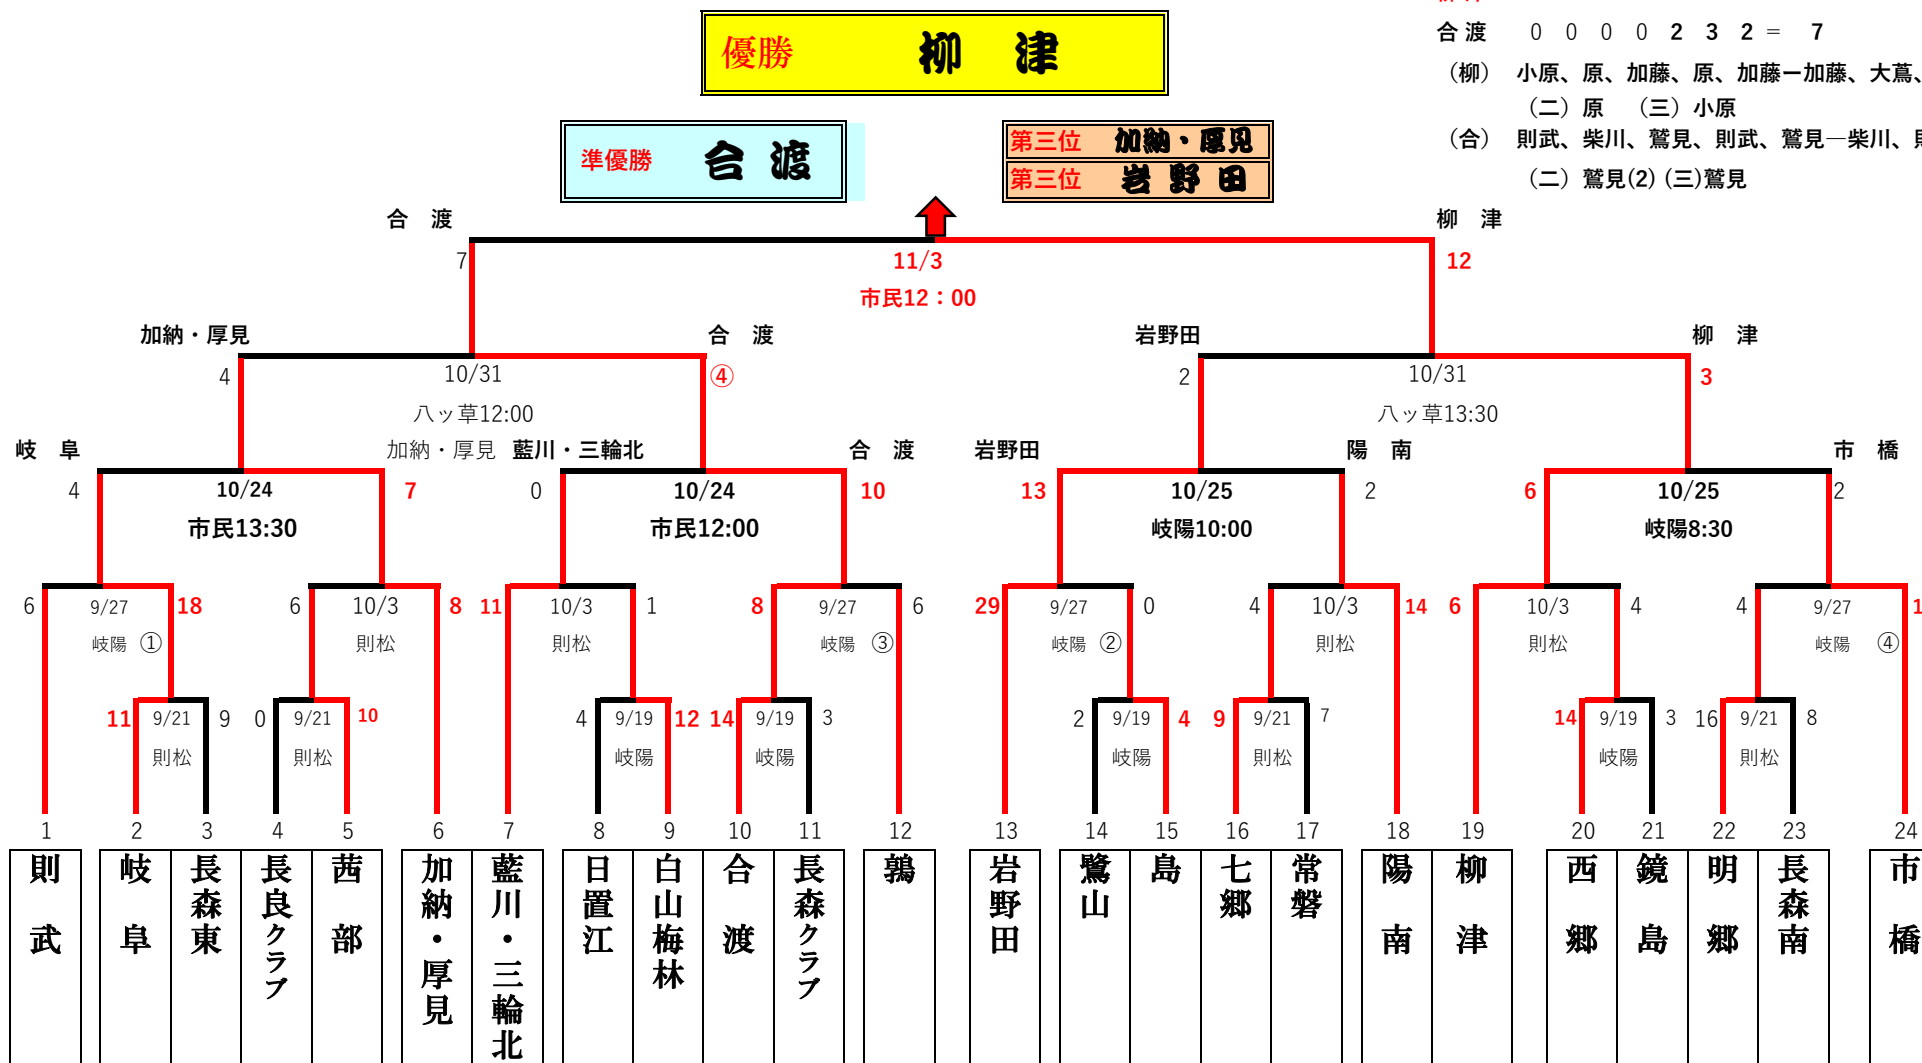 優勝 柳 津
合 渡 0 0 0 0 2 3 2 = 7
（柳） 小原、原、加藤、原、加藤ー加藤、大蔦、
（二）原 （三）小原
（合） 則武、柴川、鷲見、則武、鷲見―柴川、
（二）鷲見(2) (三)鷲見
準優勝 合 渡
第三位 加納・厚見
第三位 岩 野 田
合 渡 柳 津
7 11/3 12
市民12：00
加納・厚見 合 渡 岩野田 柳 津
4 10/31 ④ 2 10/31 3
八ッ草12:00 八ッ草13:30
岐 阜 加納・厚見 藍川・三輪北 合 渡 岩野田 陽 南 市 橋
4 10/24 7 0 10/24 10 13 10/25 2 6 10/25 2
市民13:30 市民12:00 岐陽10:00 岐陽8:30
6 9/27 18 6 10/3 8 11 10/3 1 8 9/27 6 29 9/27 0 4 10/3 14 6 10/3 4 4 9/27
岐陽 ① 則松 則松 岐陽 ③ 岐陽 ② 則松 則松 岐陽 ④
11 9/21 9 0 9/21 10 4 9/19 12 14 9/19 3 2 9/19 4 9 9/21 7 14 9/19 3 16 9/21 8
則松 則松 岐陽 岐陽 岐陽 則松 岐陽 則松
1 2 3 4 5 6 7 8 9 10 11 12 13 14 15 16 17 18 19 20 21 22 23 24
則 武
岐 阜
長森東
長良クラブ
茜 部
加納・厚見
藍川・三輪北
日置江
白山梅林
合 渡
長森クラブ
鶉
岩野田
鷺山
島
七郷
常磐
陽 南
柳 津
西 郷
鏡 島
明 郷
長森南
市 橋